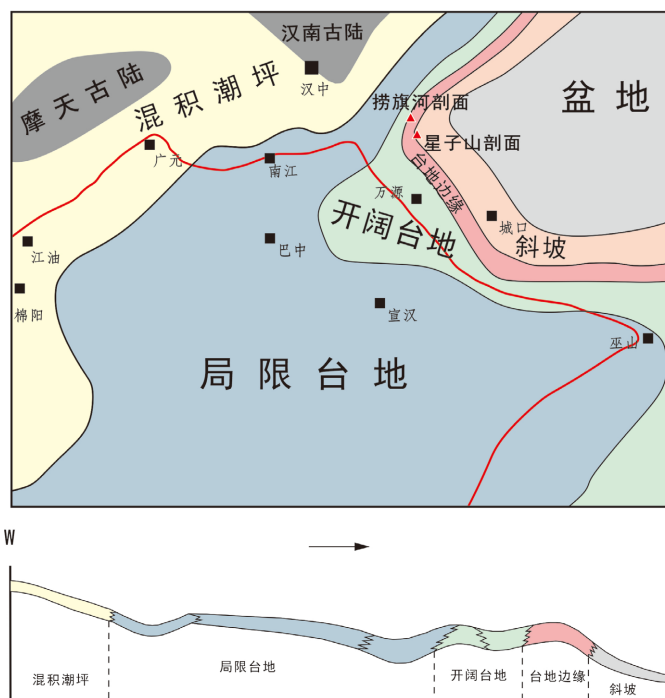 汉南古陆
汉中
摩天古陆
混积潮坪
盆地
捞旗河剖面
星子山剖面
台地边缘
广元
南江
万源
开阔台地
城口
斜坡
江油
巴中
棉阳
宣汉
巫山
局限台地
W
混积潮坪
局限台地
开阔台地
台地边缘
斜坡